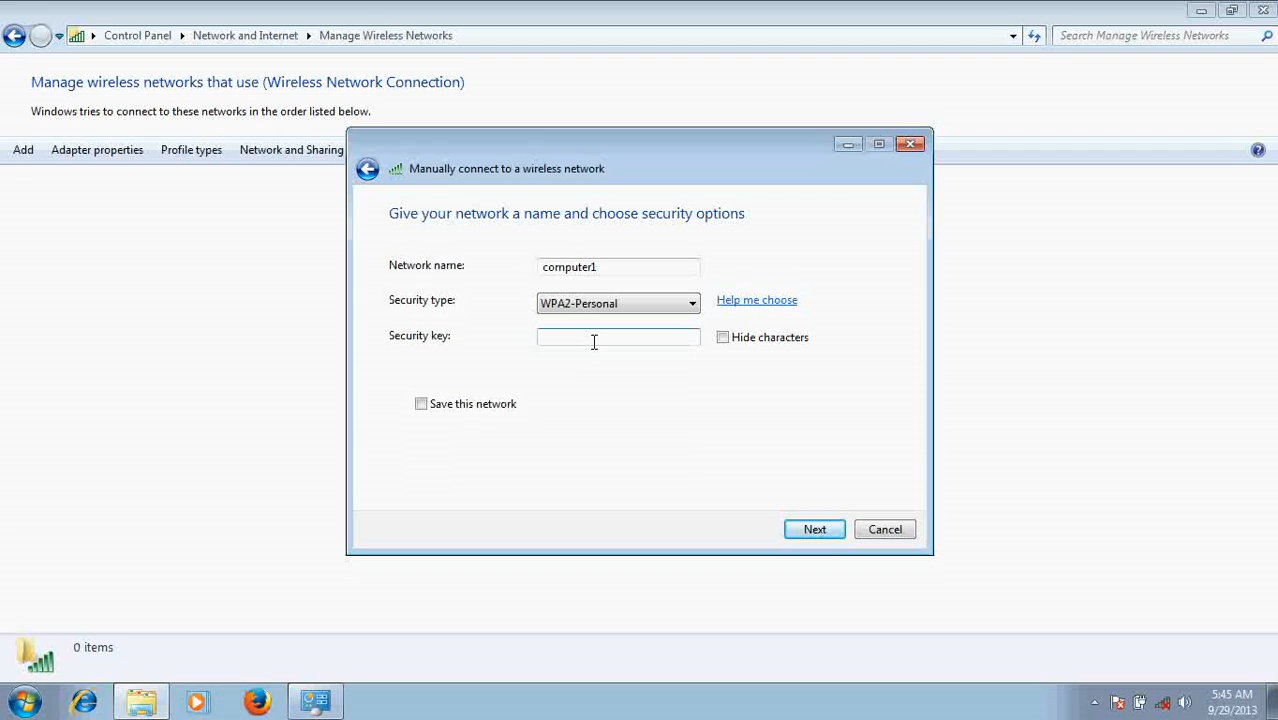 Control Panel Network and Internet Manage Wireless Networks Search Manage Wireless Networks
Manage wireless networks that use (Wireless Network Connection)
Windows tries to connect to these networks in the order listed below.
Add Adapter properties Profile types Network and Sharing
Manually connect to a wireless network
Give your network a name and choose security options
Network name: computer1
Security type: WPA2-Personal Help me choose
Security key: Hide characters
Save this network
Next Cancel
0 items
5:45 AM
9/29/2013